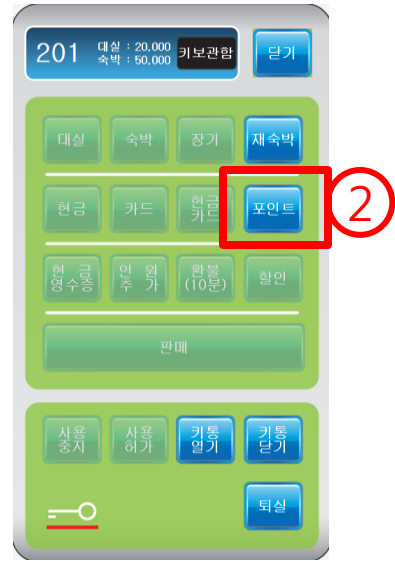 201 대실 : 20,000 키보관함 닫기
숙박 : 50,000
대실 숙박 장기 재숙박
현금 카드 현금 포인트 2
카드
현 금 인 원 환불 할인
영수증 추 가 (10분)
판매
사용 사용 키통 키통
중지 허가 열기 닫기
퇴실